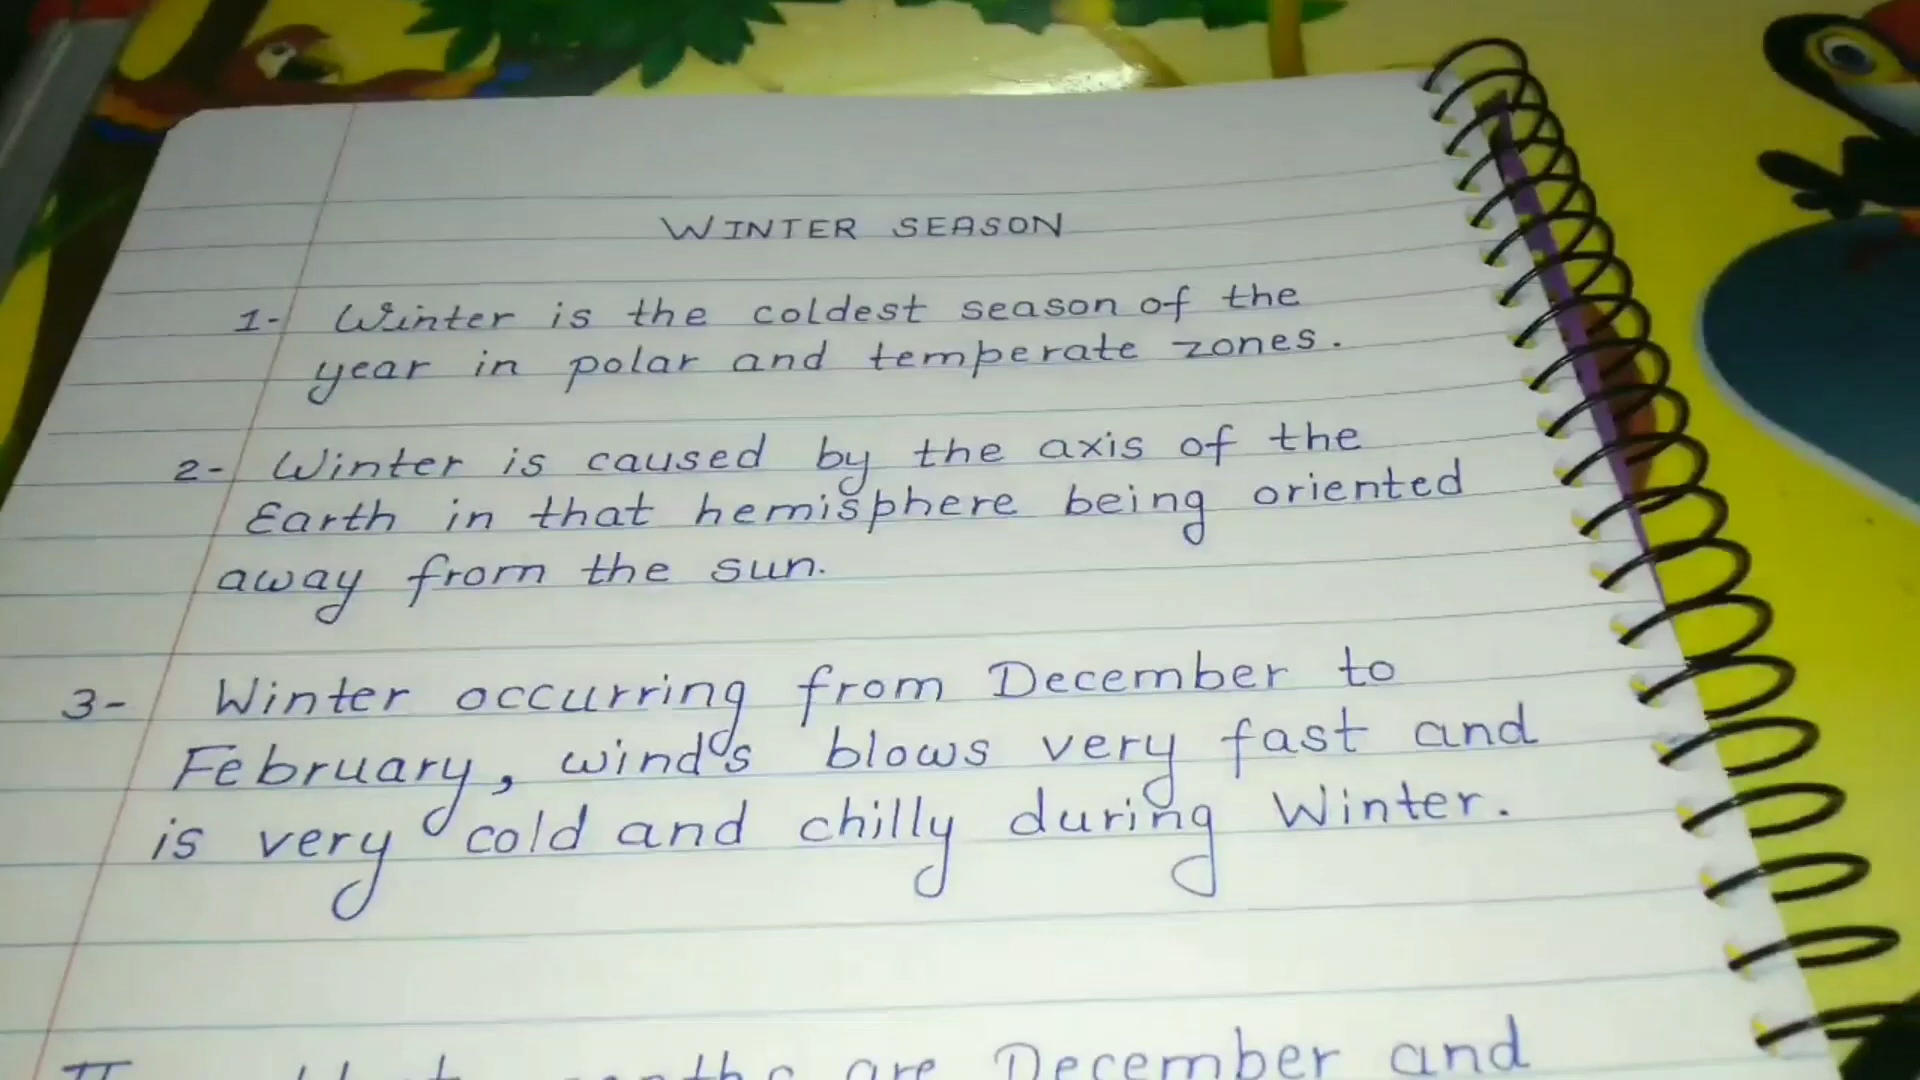 WINTER SEASON
1- Winter is the coldest season of the
year in polar and temperate zones.
2- Winter is caused by the axis of the
Earth in that hemisphere being oriented
away from the sun.
3- Winter occurring from December to
February, winds blows very fast and
is very cold and chilly during Winter.
are December and